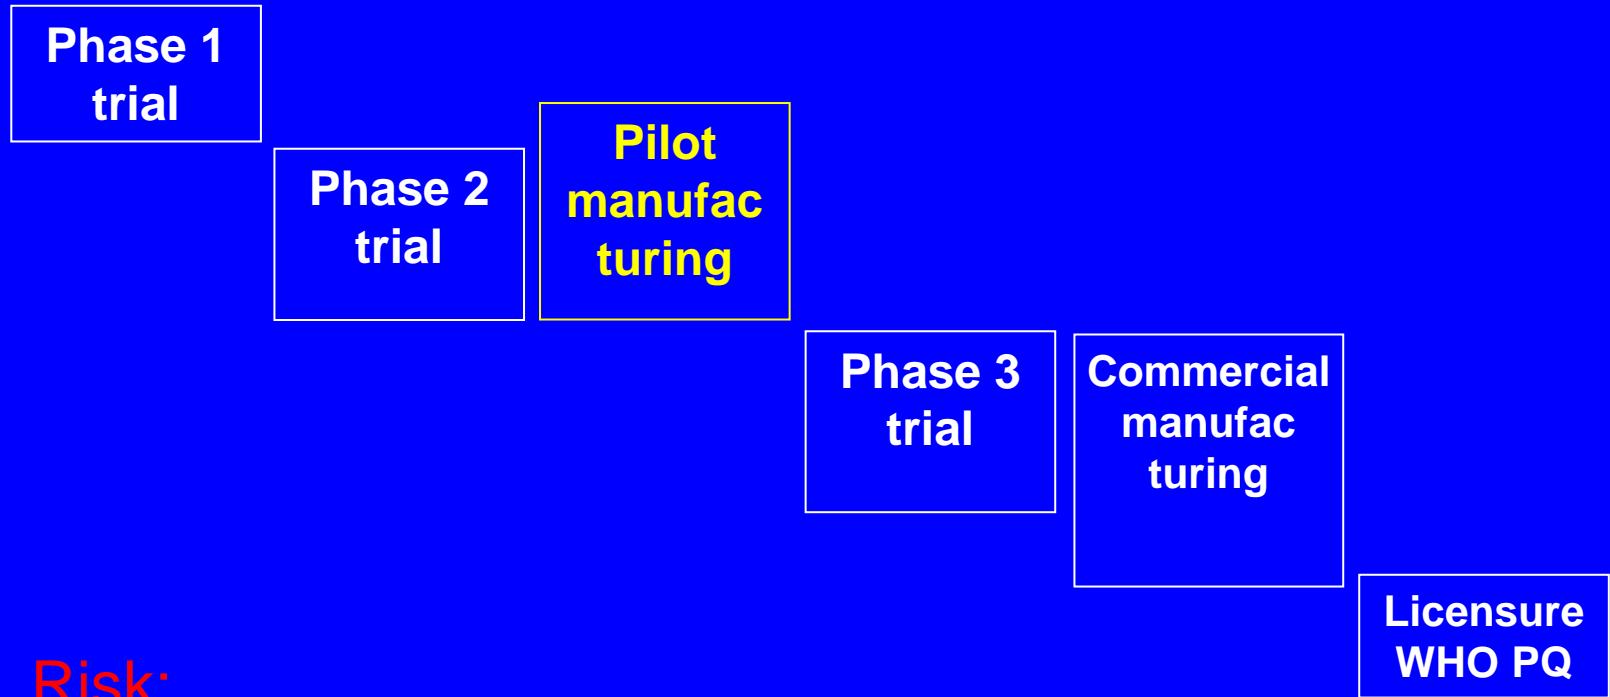 Phase 1
trial
Phase 2
trial
Pilot
manufac
turing
Phase 3
trial
Commercial
manufac
turing
Licensure
WHO PQ
Risk: